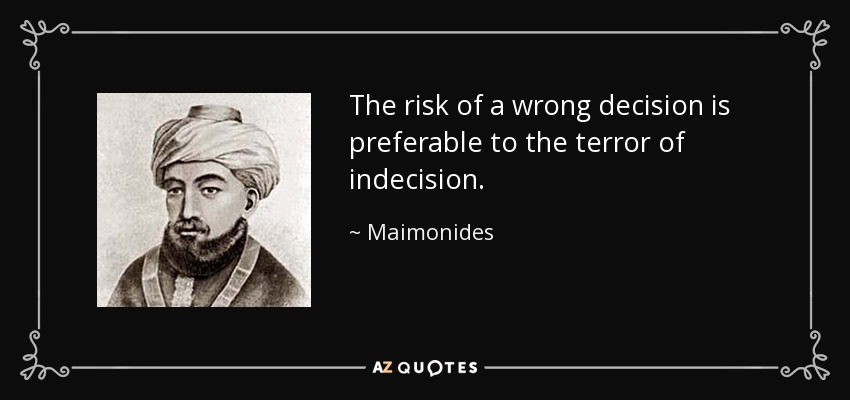 The risk of a wrong decision is
preferable to the terror of
indecision.
~ Maimonides
AZ QUOTES